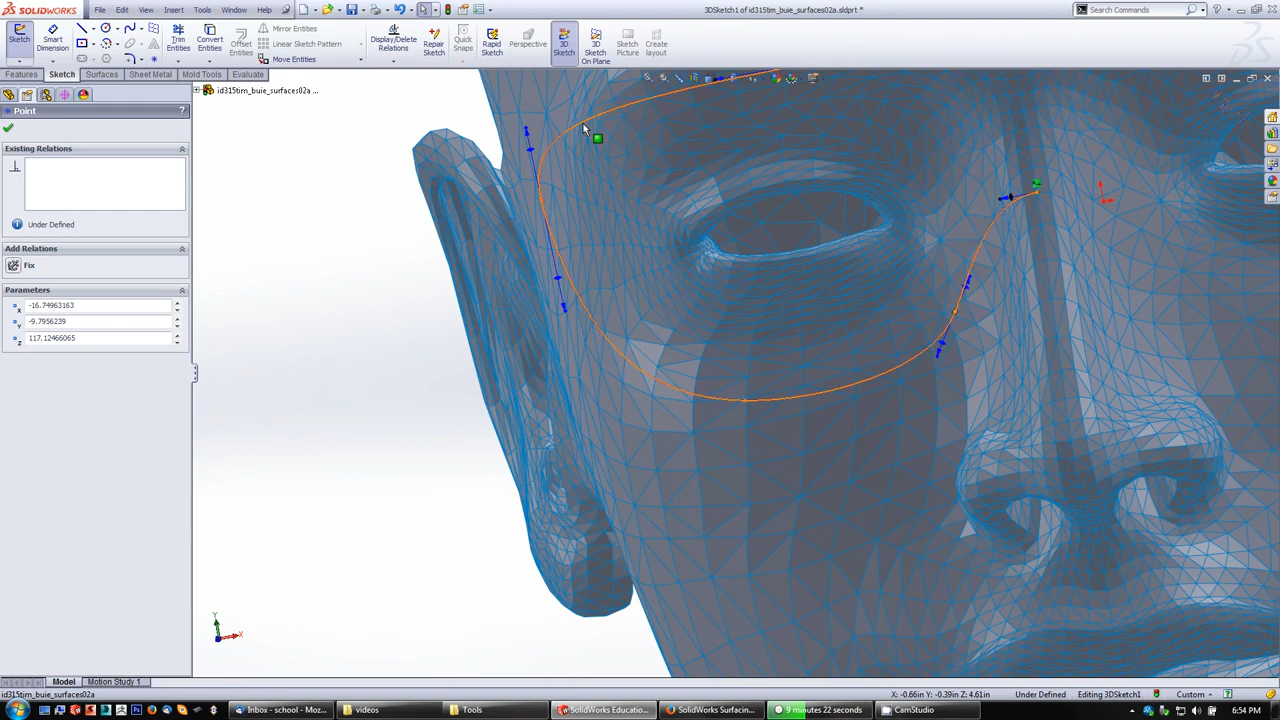 SOLIDWORKS
File Edit View Insert Tools Window Help
3DSketch1 of id315tim_buie_surfaces02a.sldprt *
Search Commands
Sketch
Smart Dimension
Trim Entities
Convert Entities
Offset Entities
Mirror Entities
Linear Sketch Pattern
Move Entities
Display/Delete Relations
Repair Sketch
Quick Snaps
Rapid Sketch
Perspective
3D Sketch
3D Sketch On Plane
Sketch Picture
Create layout
Features Sketch Surfaces Sheet Metal Mold Tools Evaluate
id315tim_buie_surfaces02a ...
Point ?
Existing Relations
Under Defined
Add Relations
Fix
Parameters
X -16.74963163
Y -9.7956239
Z 117.12466065
Y
X
Model Motion Study 1
id315tim_buie_surfaces02a
X: -0.66in Y: -0.39in Z: 4.61in Under Defined Editing 3DSketch1 Custom
Inbox - school - Moz... videos Tools SolidWorks Educatio... SolidWorks Surfacin... 9 minutes 22 seconds CamStudio 6:54 PM